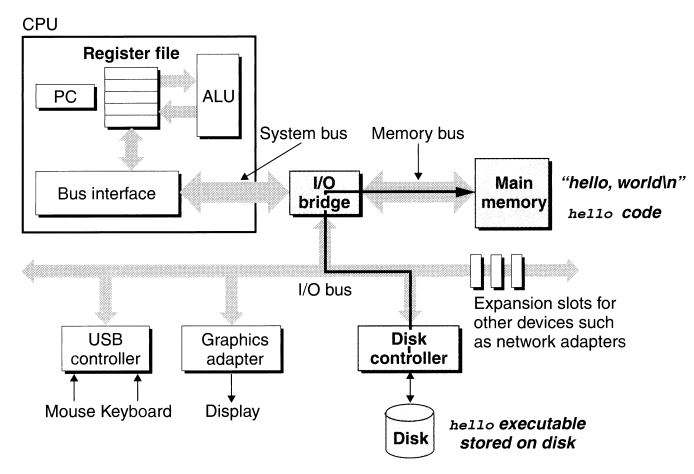 CPU
Register file
PC
ALU
System bus
Memory bus
Bus interface
I/O
bridge
Main
memory
“hello, world\n”
hello code
I/O bus
Expansion slots for
other devices such
as network adapters
USB
controller
Graphics
adapter
Disk
controller
Mouse Keyboard
Display
Disk
hello executable
stored on disk